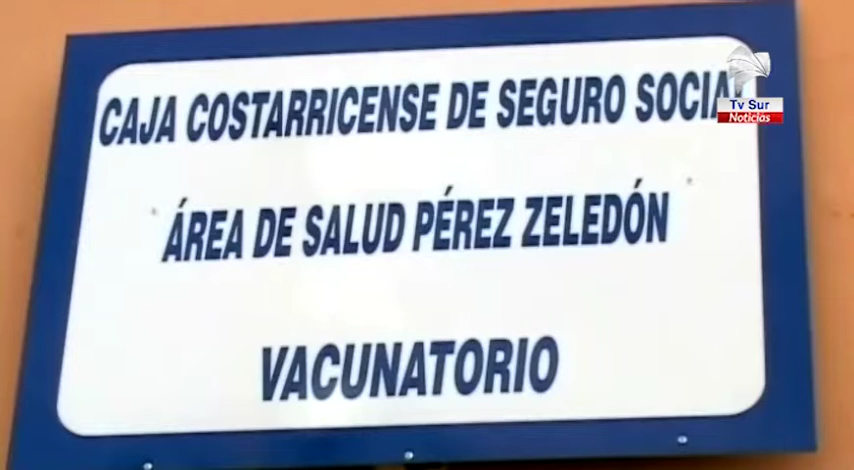 CAJA COSTARRICENSE DE SEGURO SOCIAL
ÁREA DE SALUD PÉREZ ZELEDÓN
VACUNATORIO
Tv Sur
Noticias